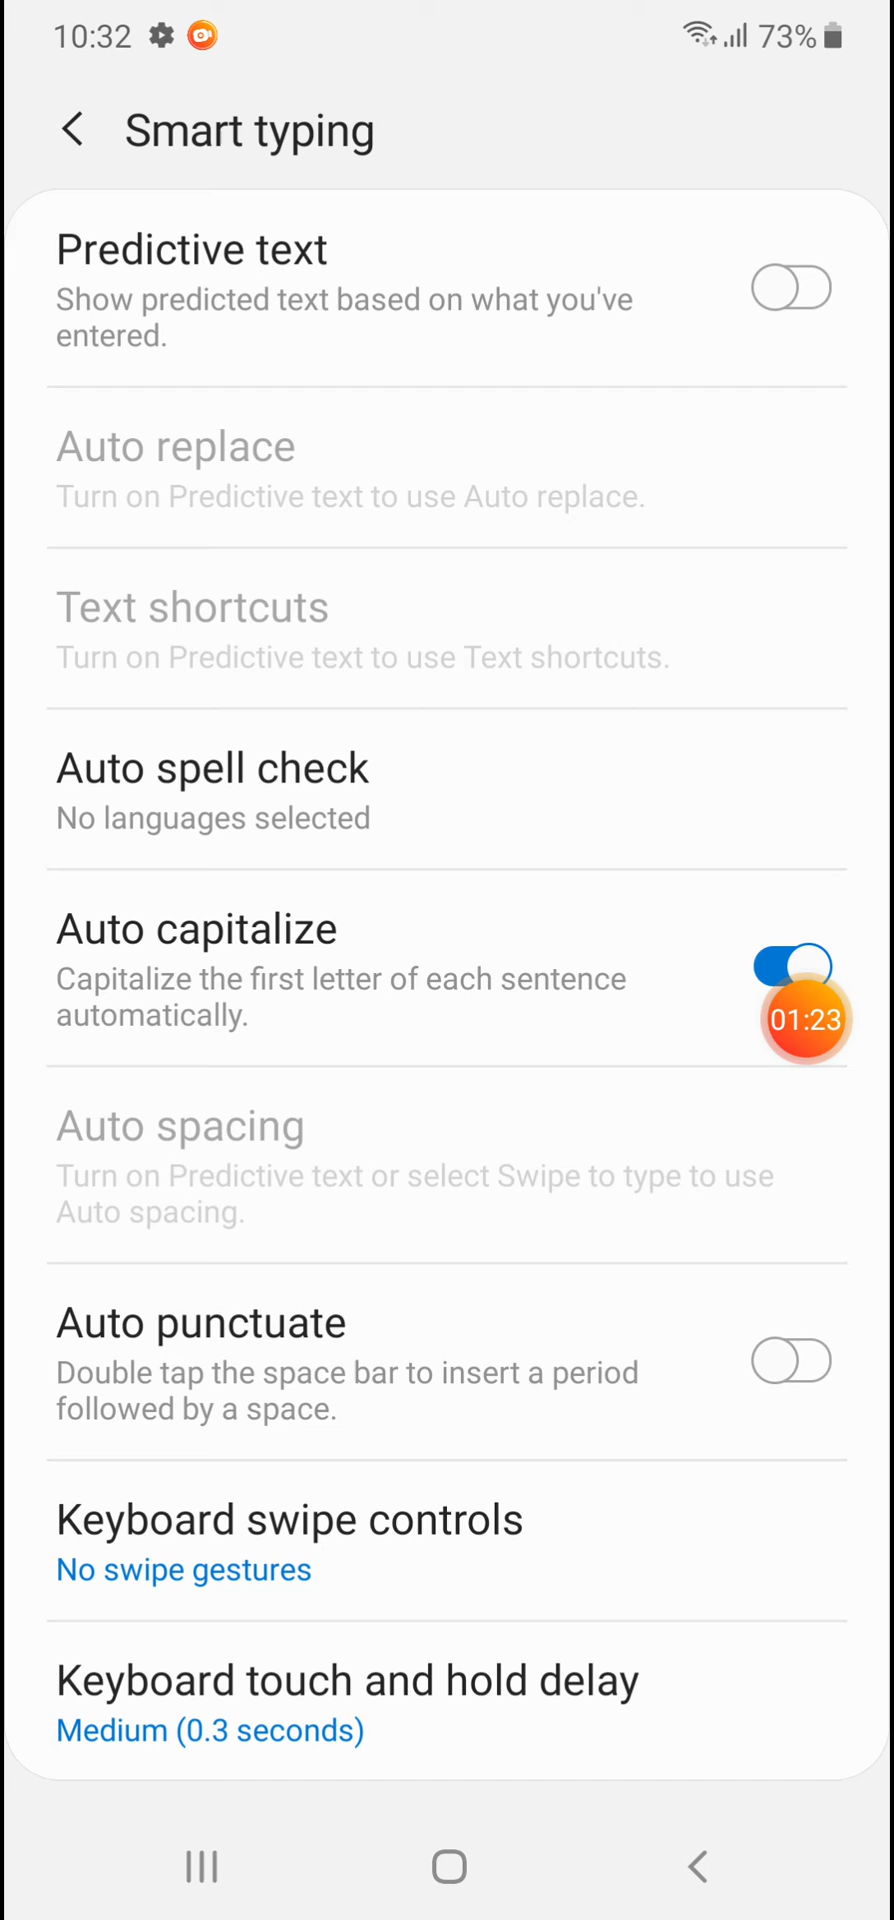 10:32 73%
Smart typing
Predictive text
Show predicted text based on what you've
entered.
Auto replace
Turn on Predictive text to use Auto replace.
Text shortcuts
Turn on Predictive text to use Text shortcuts.
Auto spell check
No languages selected
Auto capitalize
Capitalize the first letter of each sentence
automatically.
01:23
Auto spacing
Turn on Predictive text or select Swipe to type to use
Auto spacing.
Auto punctuate
Double tap the space bar to insert a period
followed by a space.
Keyboard swipe controls
No swipe gestures
Keyboard touch and hold delay
Medium (0.3 seconds)